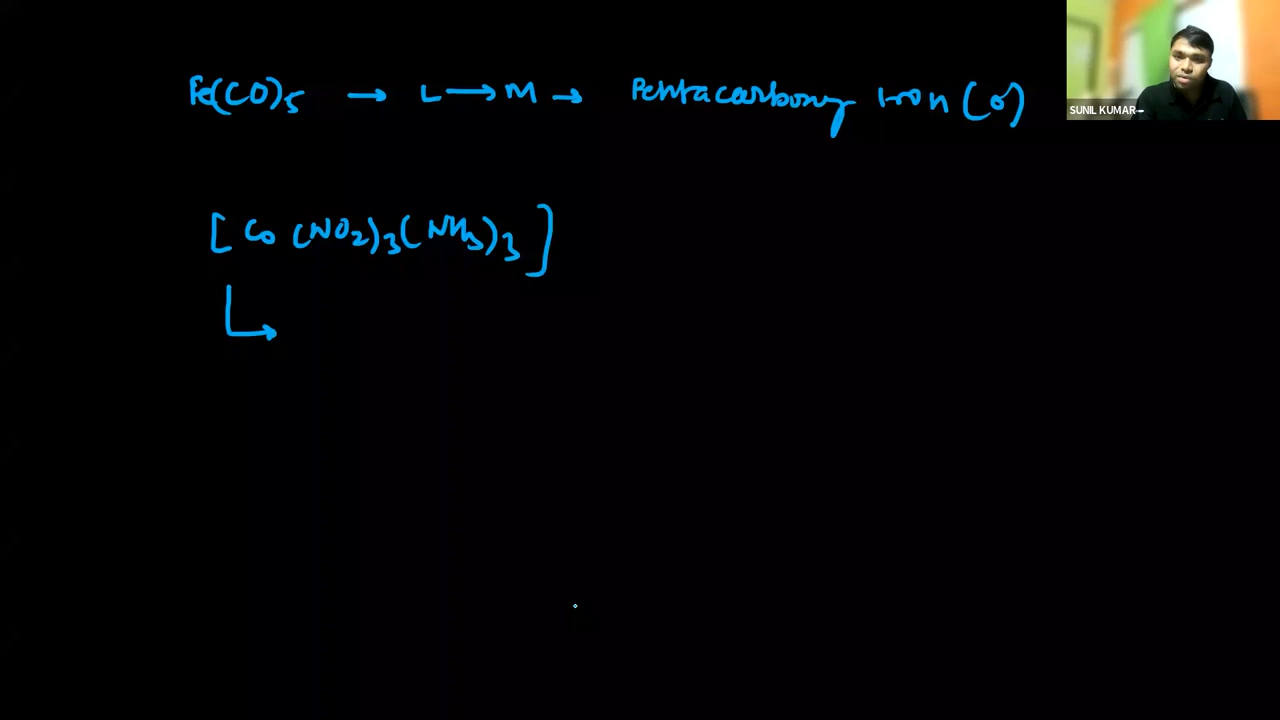 Fe(CO)5 → L → M → Pentacarbony iron (0)
SUNIL KUMAR
[Co (NO2)3(NH3)3]